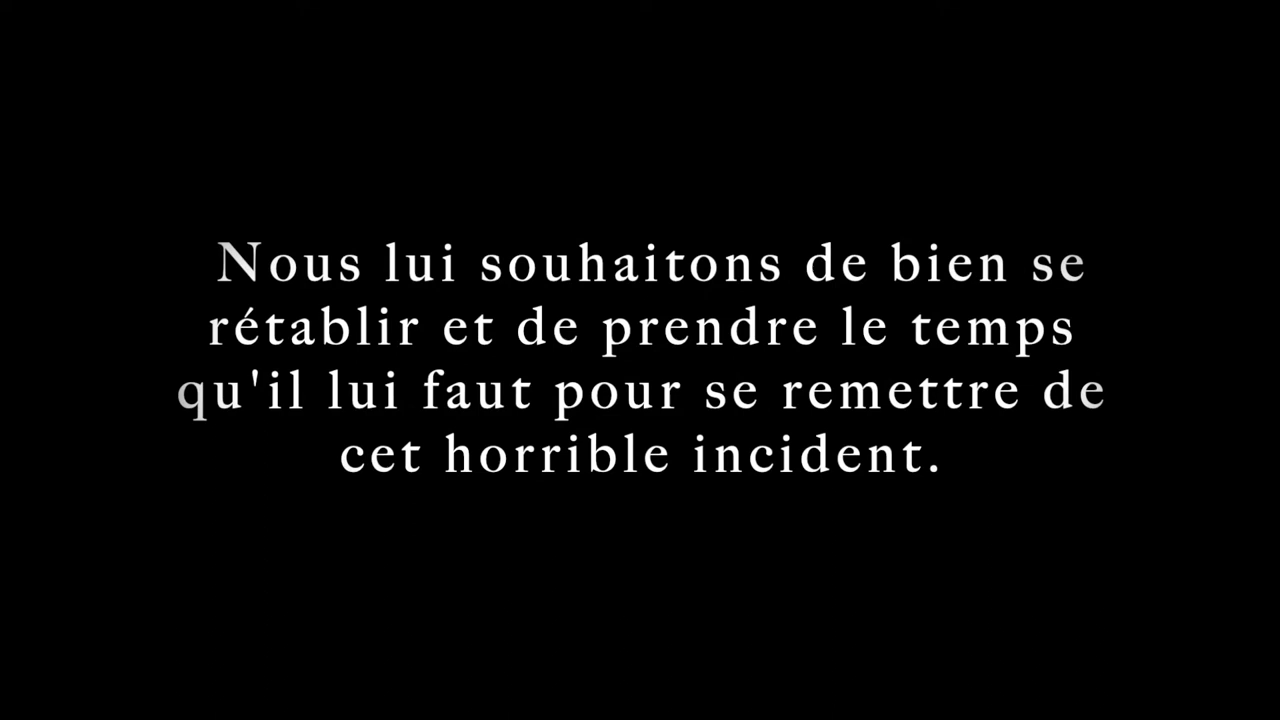 Nous lui souhaitons de bien se
rétablir et de prendre le temps
qu'il lui faut pour se remettre de
cet horrible incident.